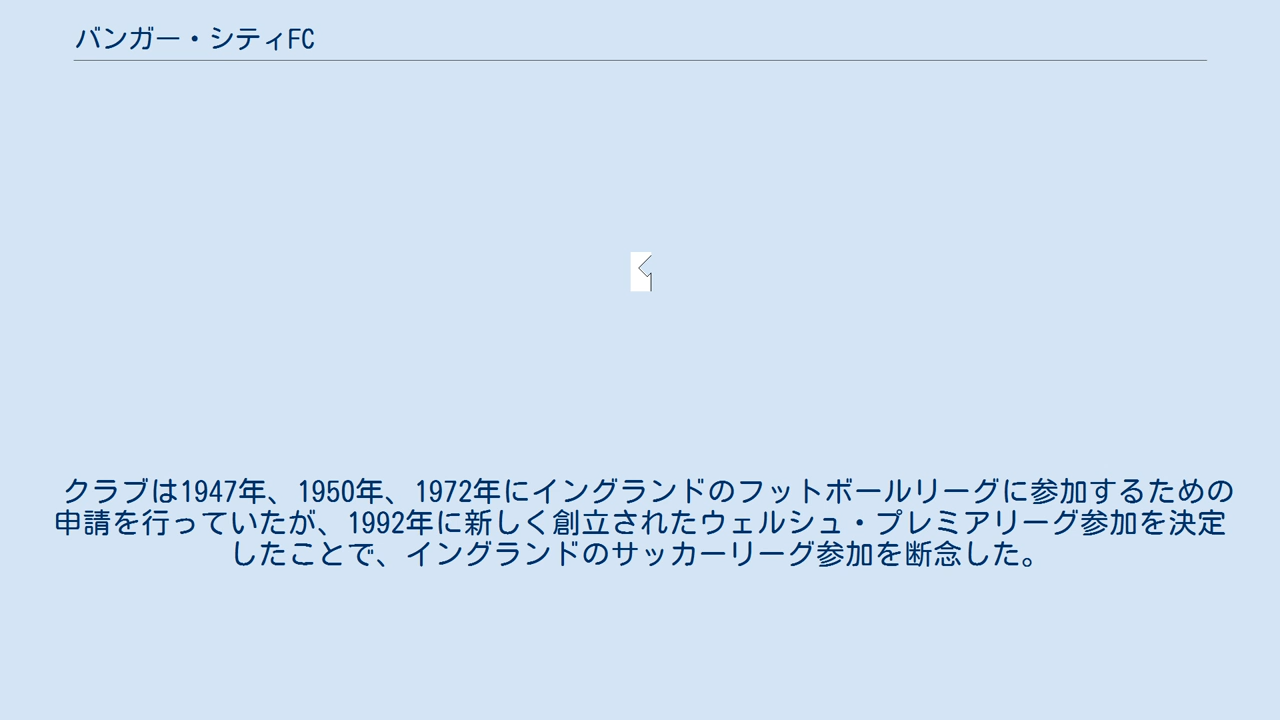 バンガー・シティFC
クラブは1947年、1950年、1972年にイングランドのフットボールリーグに参加するための
申請を行っていたが、1992年に新しく創立されたウェルシュ・プレミアリーグ参加を決定
したことで、イングランドのサッカーリーグ参加を断念した。